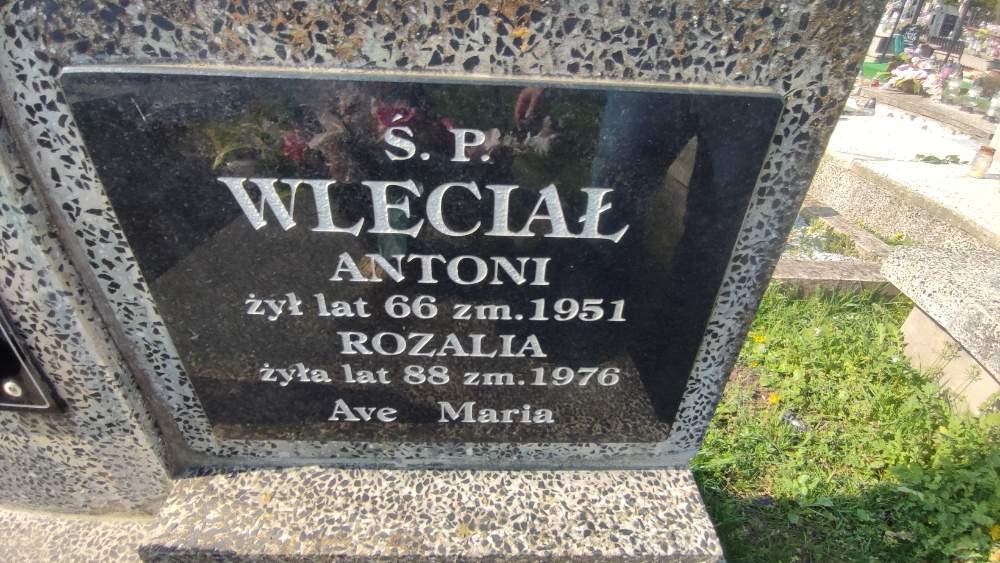 Ś. P.
WLECIAŁ
ANTONI
żył lat 66 zm. 1951
ROZALIA
żyła lat 88 zm. 1976
Ave Maria